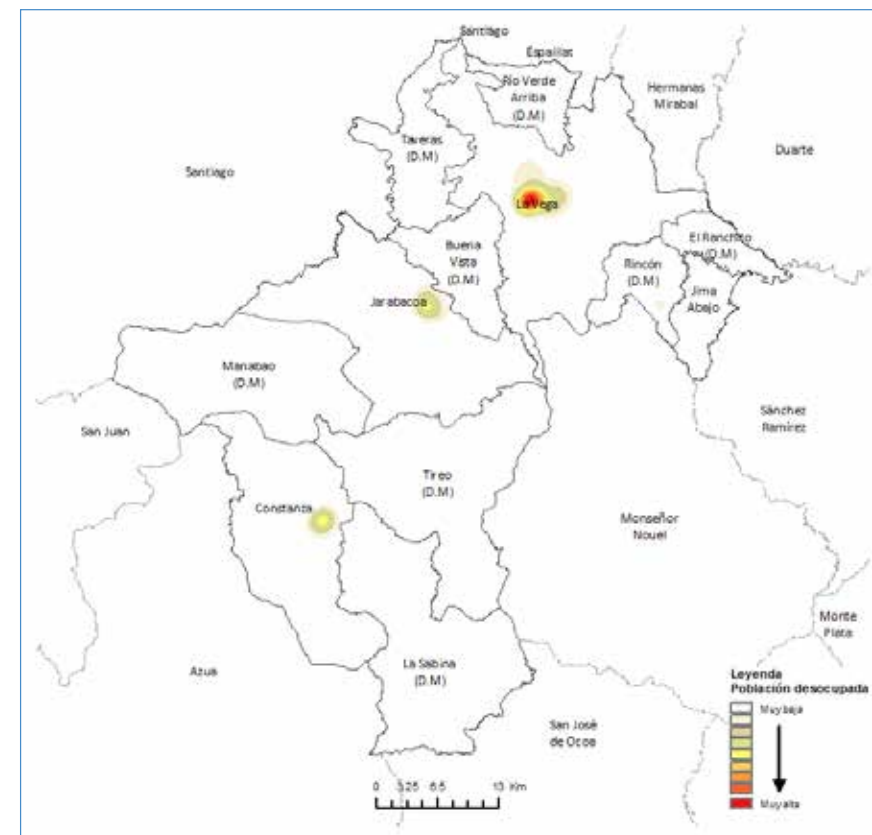 Santiago
Espaillat
Río Verde
Arriba
(D.M)
Hermanas
Mirabal
Taveras
(D.M)
Duarte
Santiago
La Vega
El Ranchito
(D.M)
Buena
Vista
(D.M)
Rincón
(D.M)
Jima
Abajo
Jarabacoa
Manabao
(D.M)
Sánchez
Ramírez
San Juan
Tireo
(D.M)
Constanza
Monseñor
Nouel
Monte
Plata
La Sabina
(D.M)
Azua
San José
de Ocoa
Leyenda
Población desocupada
Muy baja
Muy alta
0 3.25 6.5 13 Km